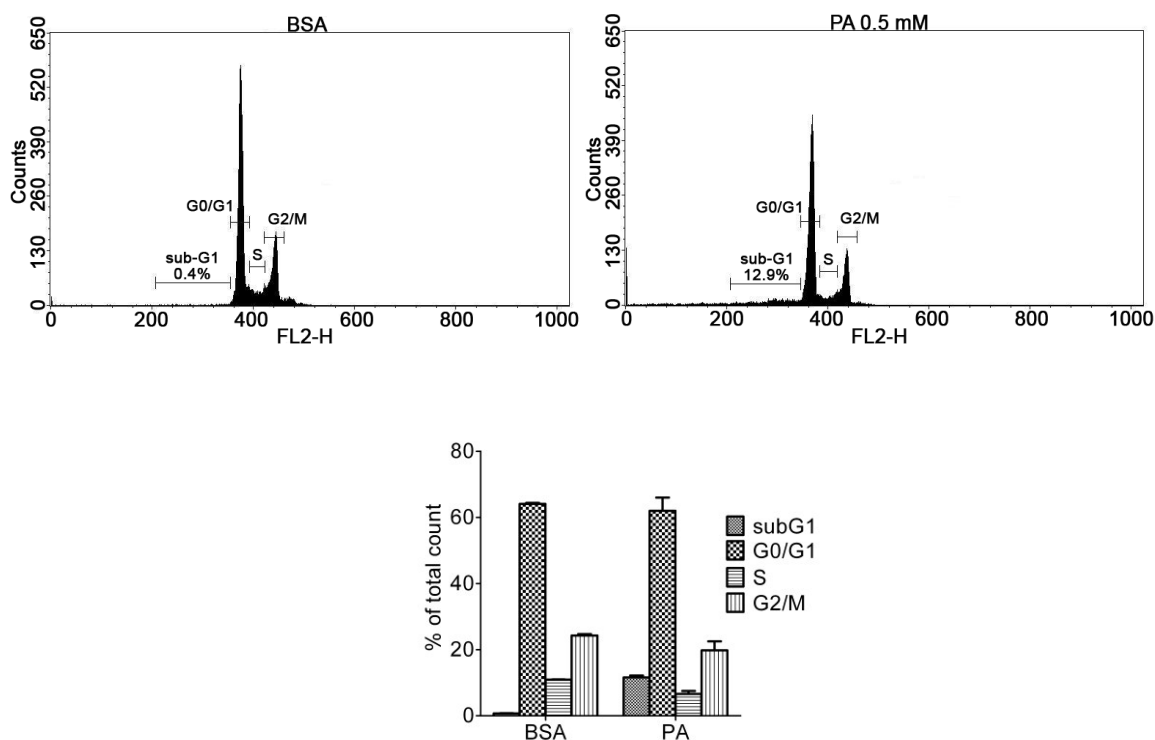 BSA
650
520
390
260
130
0
Counts
G0/G1
G2/M
S
sub-G1
0.4%
0 200 400 600 800 1000
FL2-H
PA 0.5 mM
650
520
390
260
130
0
Counts
G0/G1
G2/M
S
sub-G1
12.9%
0 200 400 600 800 1000
FL2-H
80
60
40
20
0
% of total count
BSA PA
subG1
G0/G1
S
G2/M